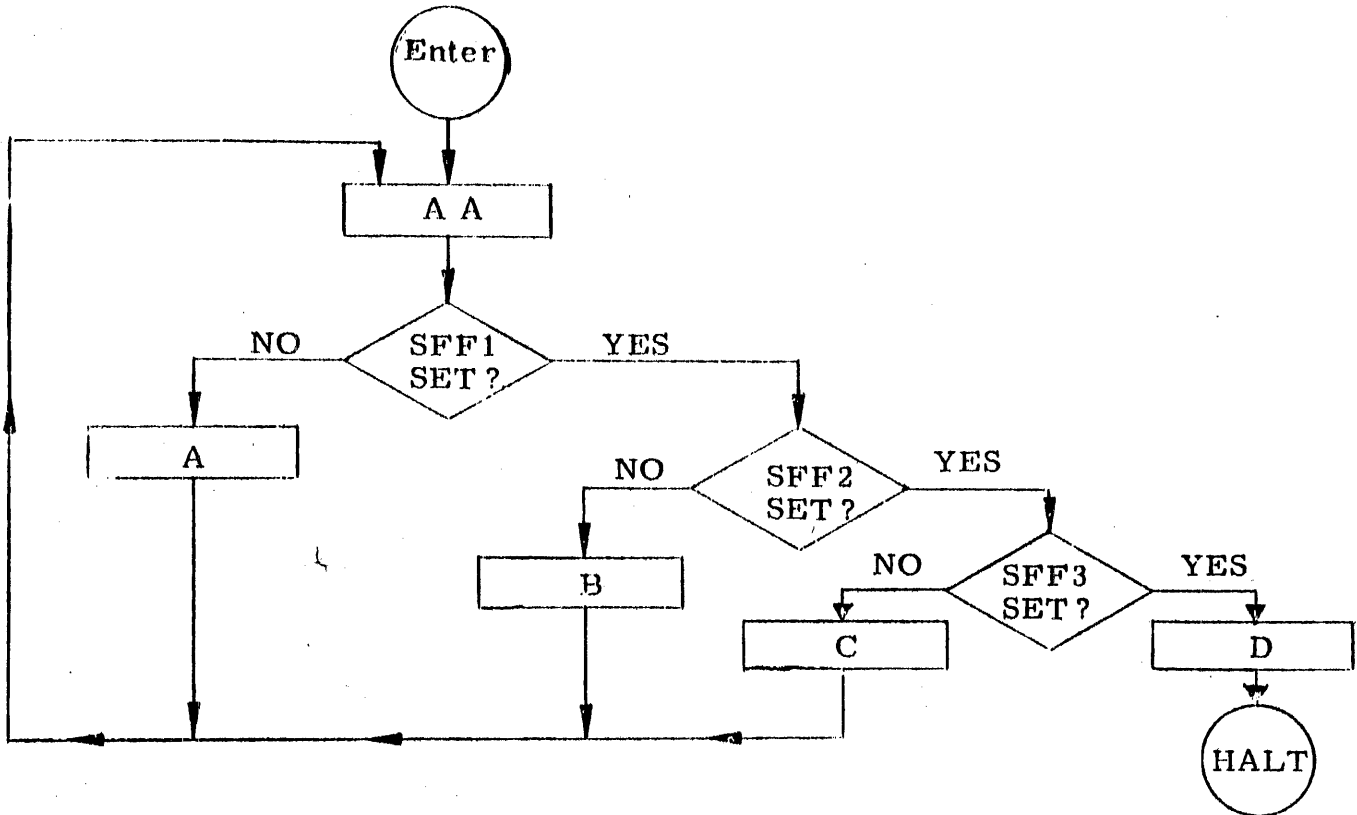 Enter
A A
NO
SFF1
SET?
YES
A
NO
SFF2
SET?
YES
B
NO
SFF3
SET?
YES
C
D
HALT